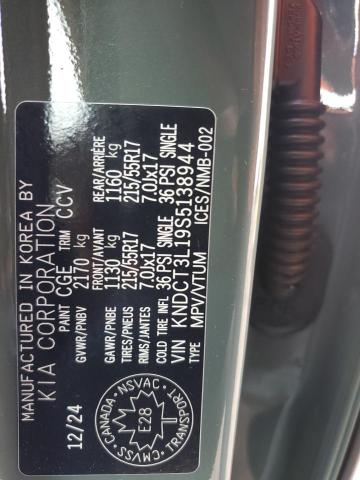 MANUFACTURED IN KOREA BY
KIA CORPORATION
PAINT CGE TRIM CCV
GVWR/PNBV 2170 kg
GAWR/PNBE FRONT/AVANT 1130 kg REAR/ARRIÈRE 1160 kg
TIRES/PNEUS 215/55R17 215/55R17
RIMS/JANTES 7.0Jx17 7.0Jx17
COLD TIRE INFL 36 PSI SINGLE 36 PSI SINGLE
VIN KNDCT3L19S5138944
TYPE MPV/VTUM ICES/NMB-002
12/24
CANADA
NSVAC
TRANSPORT
CMVSS
E28